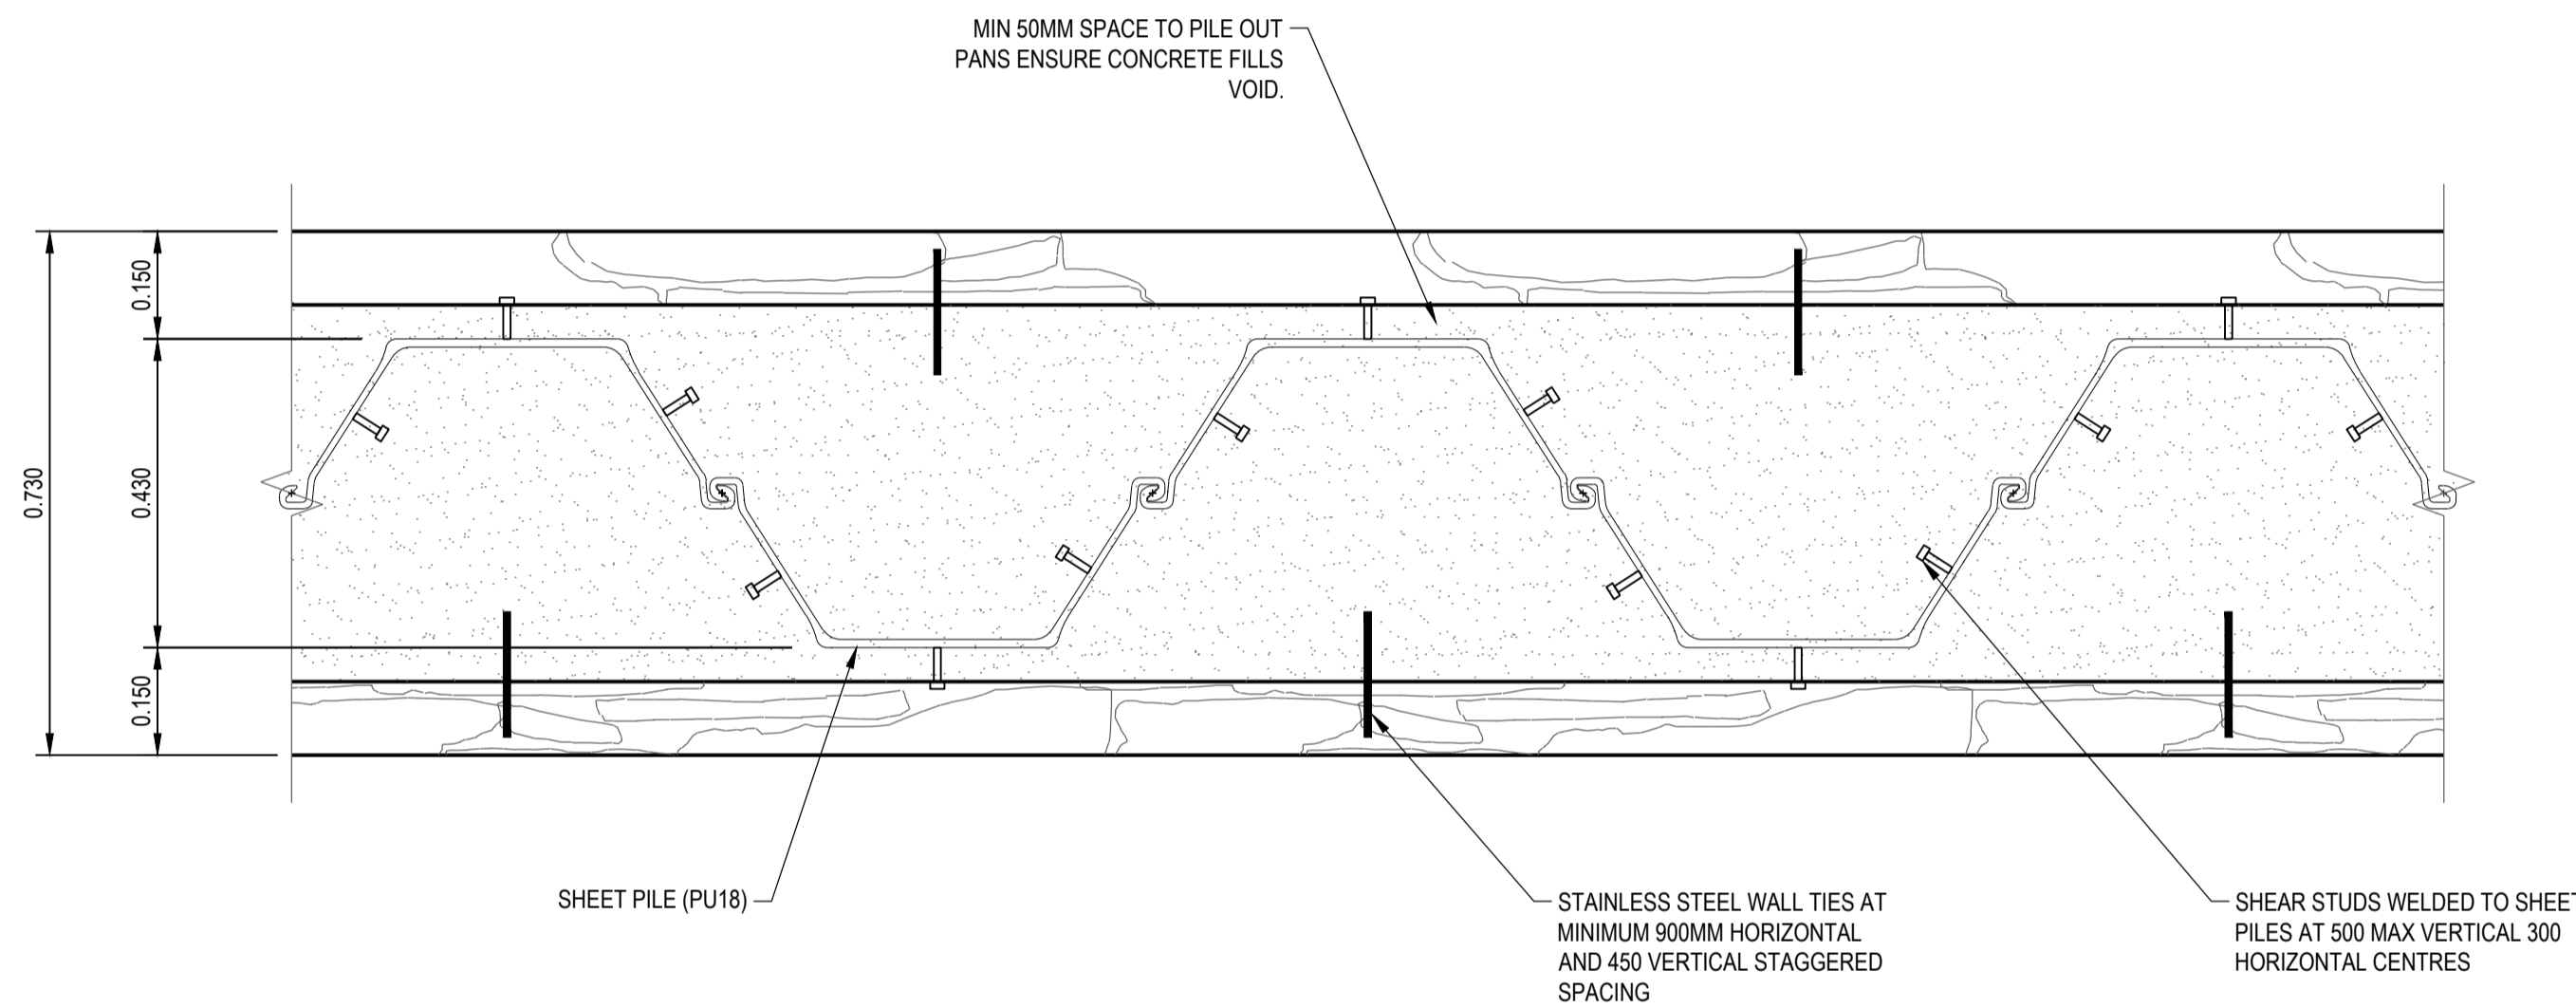 MIN 50MM SPACE TO PILE OUT
PANS ENSURE CONCRETE FILLS
VOID.
0.730
0.150
0.430
0.150
SHEET PILE (PU18)
STAINLESS STEEL WALL TIES AT
MINIMUM 900MM HORIZONTAL
AND 450 VERTICAL STAGGERED
SPACING
SHEAR STUDS WELDED TO SHEET
PILES AT 500 MAX VERTICAL 300
HORIZONTAL CENTRES